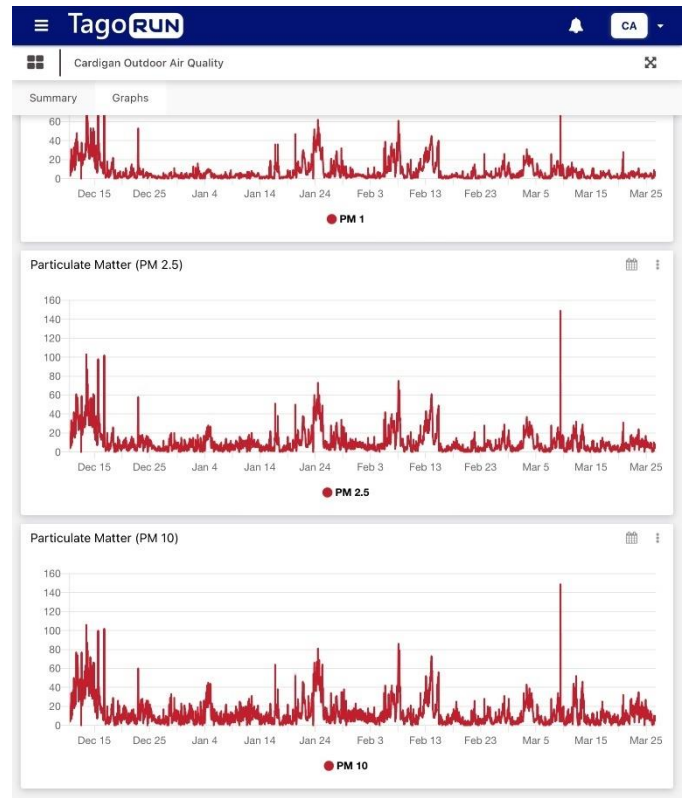 TagoRUN
CA
Cardigan Outdoor Air Quality
Summary Graphs
60
40
20
0
Dec 15 Dec 25 Jan 4 Jan 14 Jan 24 Feb 3 Feb 13 Feb 23 Mar 5 Mar 15 Mar 25
PM 1
Particulate Matter (PM 2.5)
160
140
120
100
80
60
40
20
0
Dec 15 Dec 25 Jan 4 Jan 14 Jan 24 Feb 3 Feb 13 Feb 23 Mar 5 Mar 15 Mar 25
PM 2.5
Particulate Matter (PM 10)
160
140
120
100
80
60
40
20
0
Dec 15 Dec 25 Jan 4 Jan 14 Jan 24 Feb 3 Feb 13 Feb 23 Mar 5 Mar 15 Mar 25
PM 10